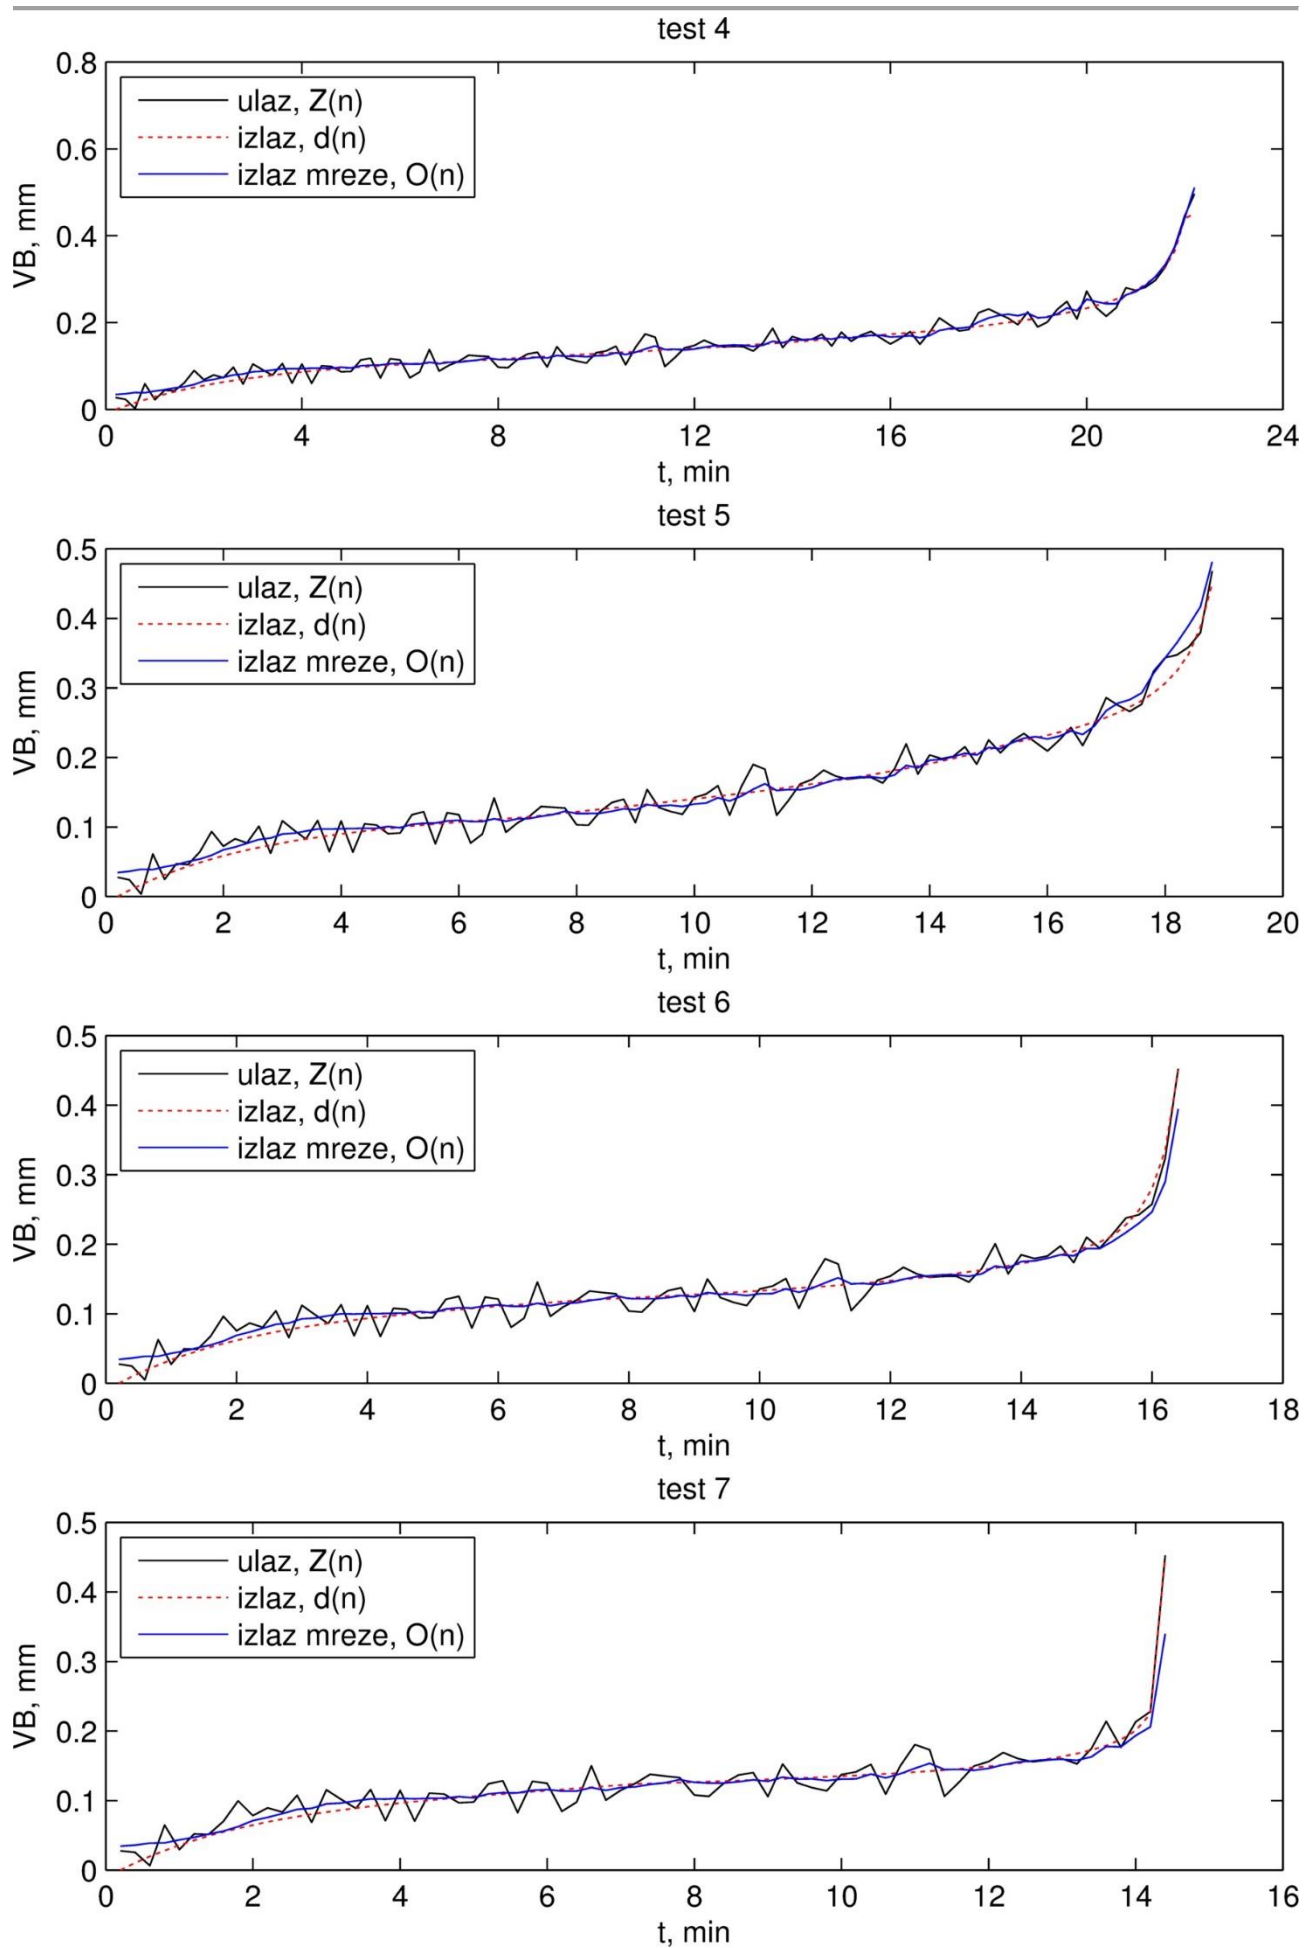 test 4
0.8
0.6
0.4
0.2
0
VB, mm
ulaz, Z(n)
izlaz, d(n)
izlaz mreze, O(n)
0 4 8 12 16 20 24
t, min
test 5
0.5
0.4
0.3
0.2
0.1
0
VB, mm
ulaz, Z(n)
izlaz, d(n)
izlaz mreze, O(n)
0 2 4 6 8 10 12 14 16 18 20
t, min
test 6
0.5
0.4
0.3
0.2
0.1
0
VB, mm
ulaz, Z(n)
izlaz, d(n)
izlaz mreze, O(n)
0 2 4 6 8 10 12 14 16 18
t, min
test 7
0.5
0.4
0.3
0.2
0.1
0
VB, mm
ulaz, Z(n)
izlaz, d(n)
izlaz mreze, O(n)
0 2 4 6 8 10 12 14 16
t, min